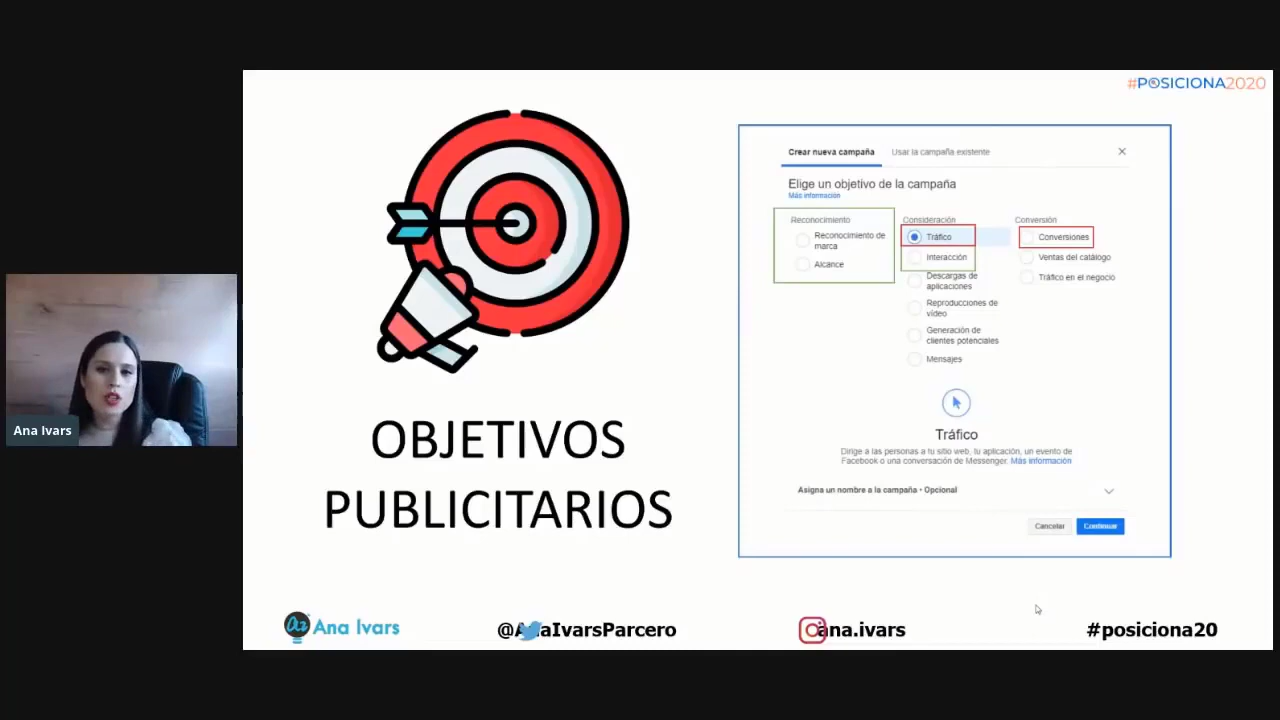 #POSICIONA2020
Crear nueva campaña
Usar la campaña existente
Elige un objetivo de la campaña
Más información
Reconocimiento
Reconocimiento de
marca
Alcance
Consideración
Tráfico
Interacción
Descargas de
aplicaciones
Reproducciones de
vídeo
Generación de
clientes potenciales
Mensajes
Conversión
Conversiones
Ventas del catálogo
Tráfico en el negocio
Tráfico
Dirige a las personas a tu sitio web, tu aplicación, un evento de
Facebook o una conversación de Messenger. Más información
Asigna un nombre a la campaña • Opcional
Cancelar
Continuar
OBJETIVOS
PUBLICITARIOS
Ana Ivars
Ana Ivars
@AnaIvarsParcero
ana.ivars
#posiciona20